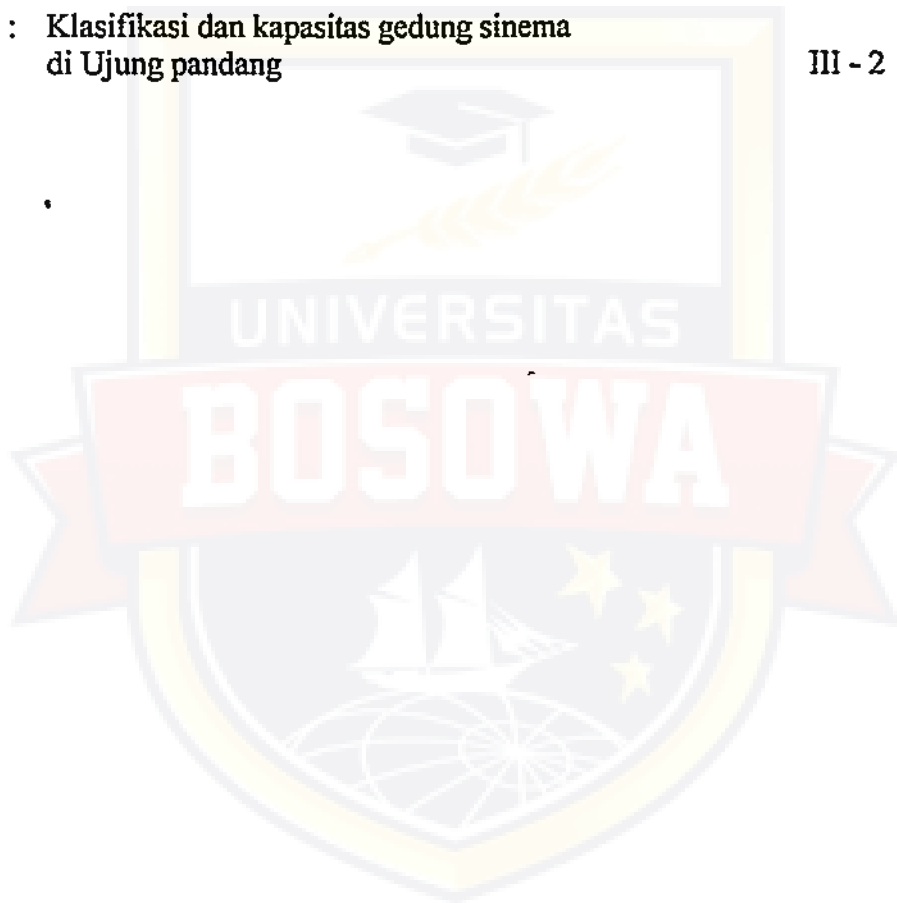 : Klasifikasi dan kapasitas gedung sinema
di Ujung pandang III - 2
UNIVERSITAS
BOSOWA